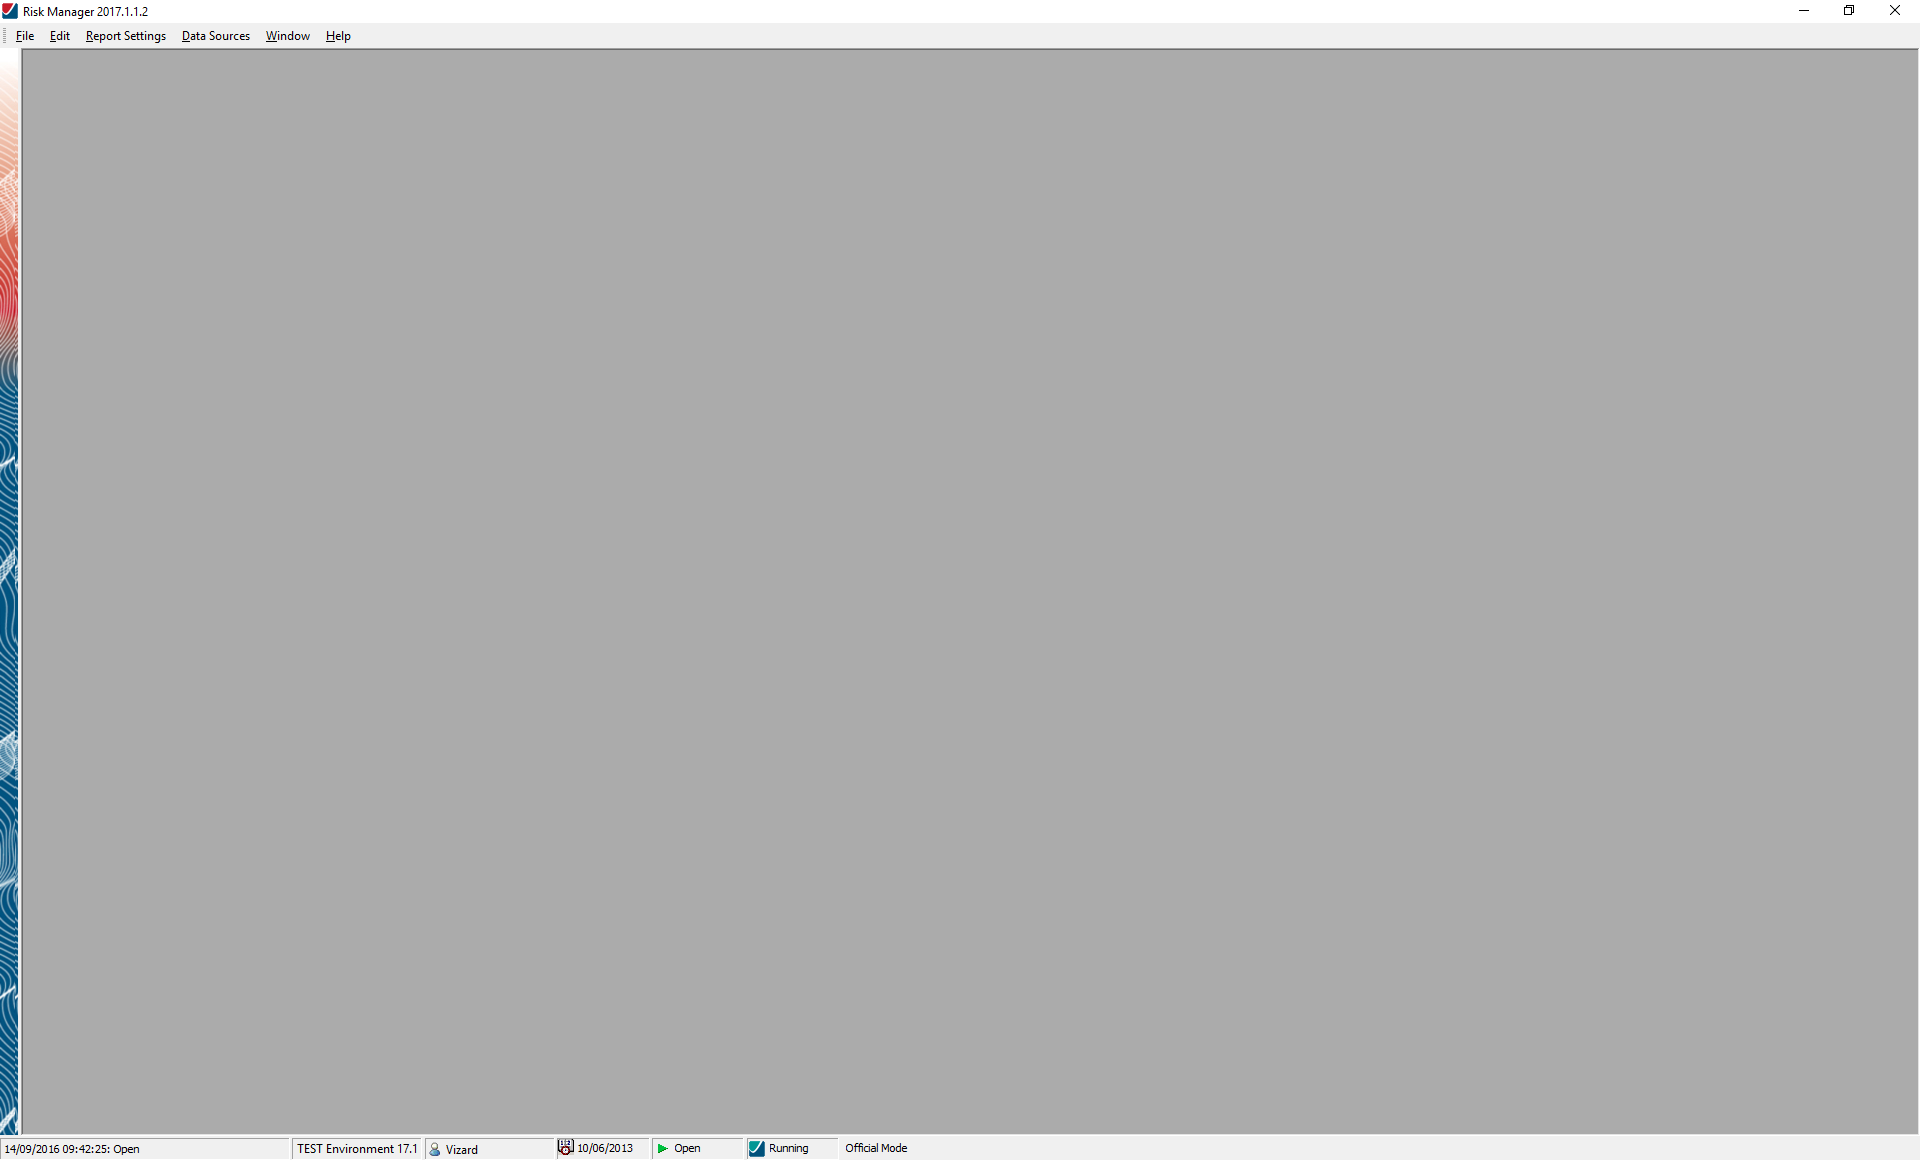 Risk Manager 2017.1.1.2
File Edit Report Settings Data Sources Window Help
14/09/2016 09:42:25: Open TEST Environment 17.1 Vizard 10/06/2013 Open Running Official Mode